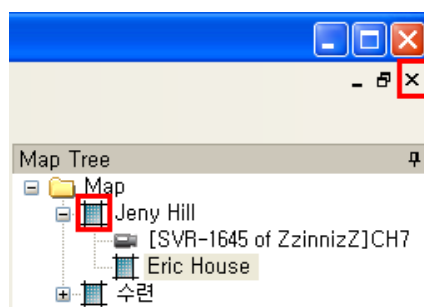 Map Tree
Map
Jeny Hill
[SVR-1645 of ZzinnizZ]CH7
Eric House
수련